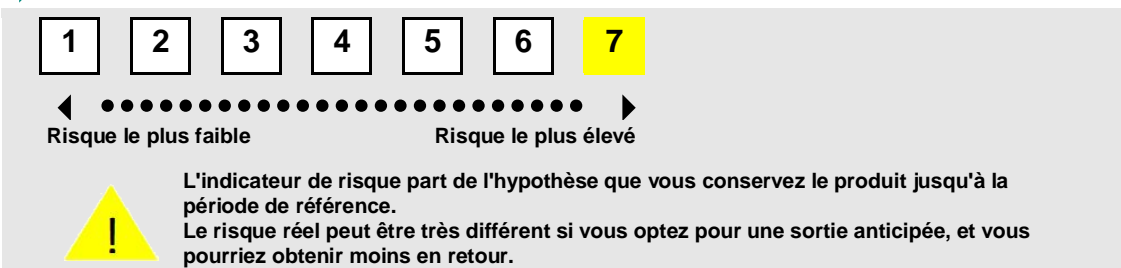 1 2 3 4 5 6 7
Risque le plus faible Risque le plus élevé
L'indicateur de risque part de l'hypothèse que vous conservez le produit jusqu'à la
période de référence.
! Le risque réel peut être très différent si vous optez pour une sortie anticipée, et vous
pourriez obtenir moins en retour.